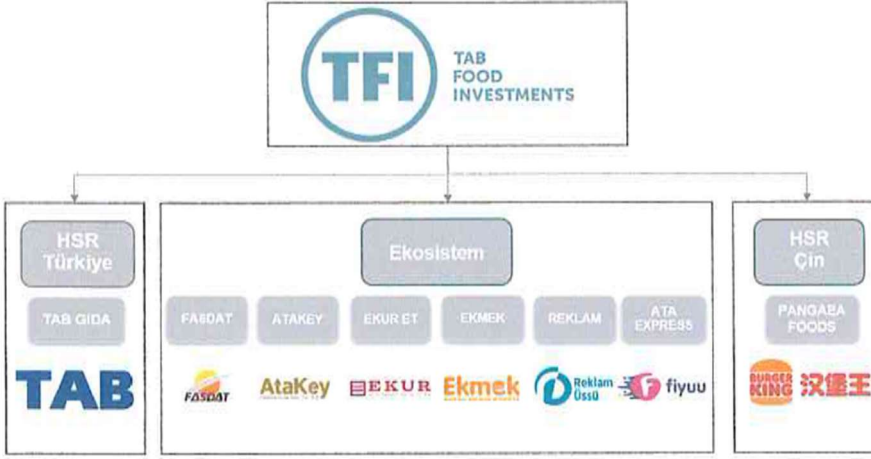 TFI
TAB
FOOD
INVESTMENTS
HSR
Türkiye
TAB GIDA
TAB
Ekosistem
FASDAT
ATAKEY
EKUR ET
EKMEK
REKLAM
ATA
EXPRESS
FASDAT
AtaKey
EKUR
Ekmek
Reklam
Üssü
fiyuu
HSR
Çin
PANGAEA
FOODS
BURGER
KING
汉堡王